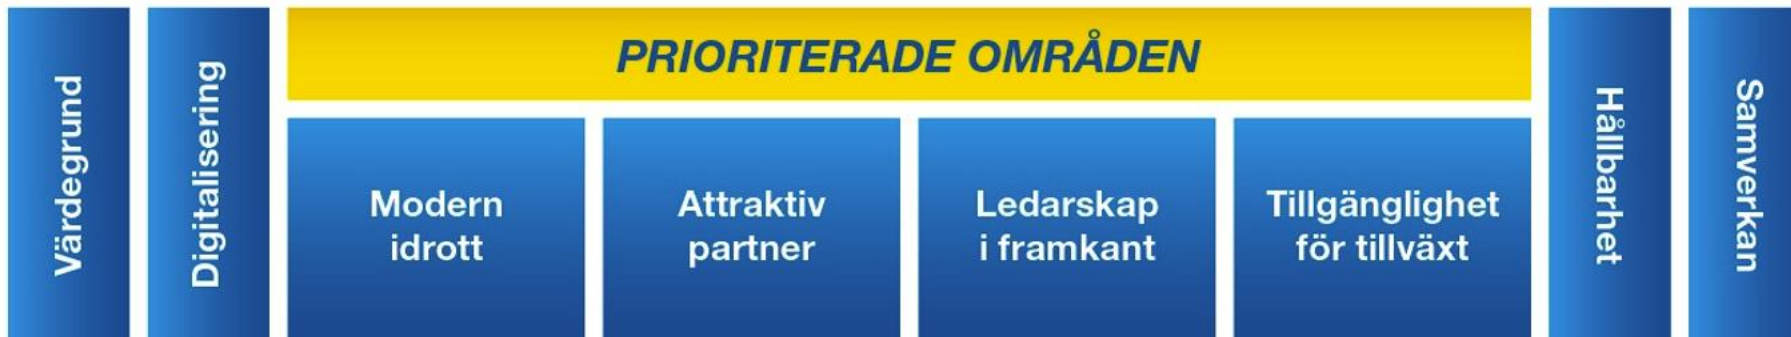 Värdegrund
Digitalisering
PRIORITERADE OMRÅDEN
Modern
idrott
Attraktiv
partner
Ledarskap
i framkant
Tillgänglighet
för tillväxt
Hållbarhet
Samverkan